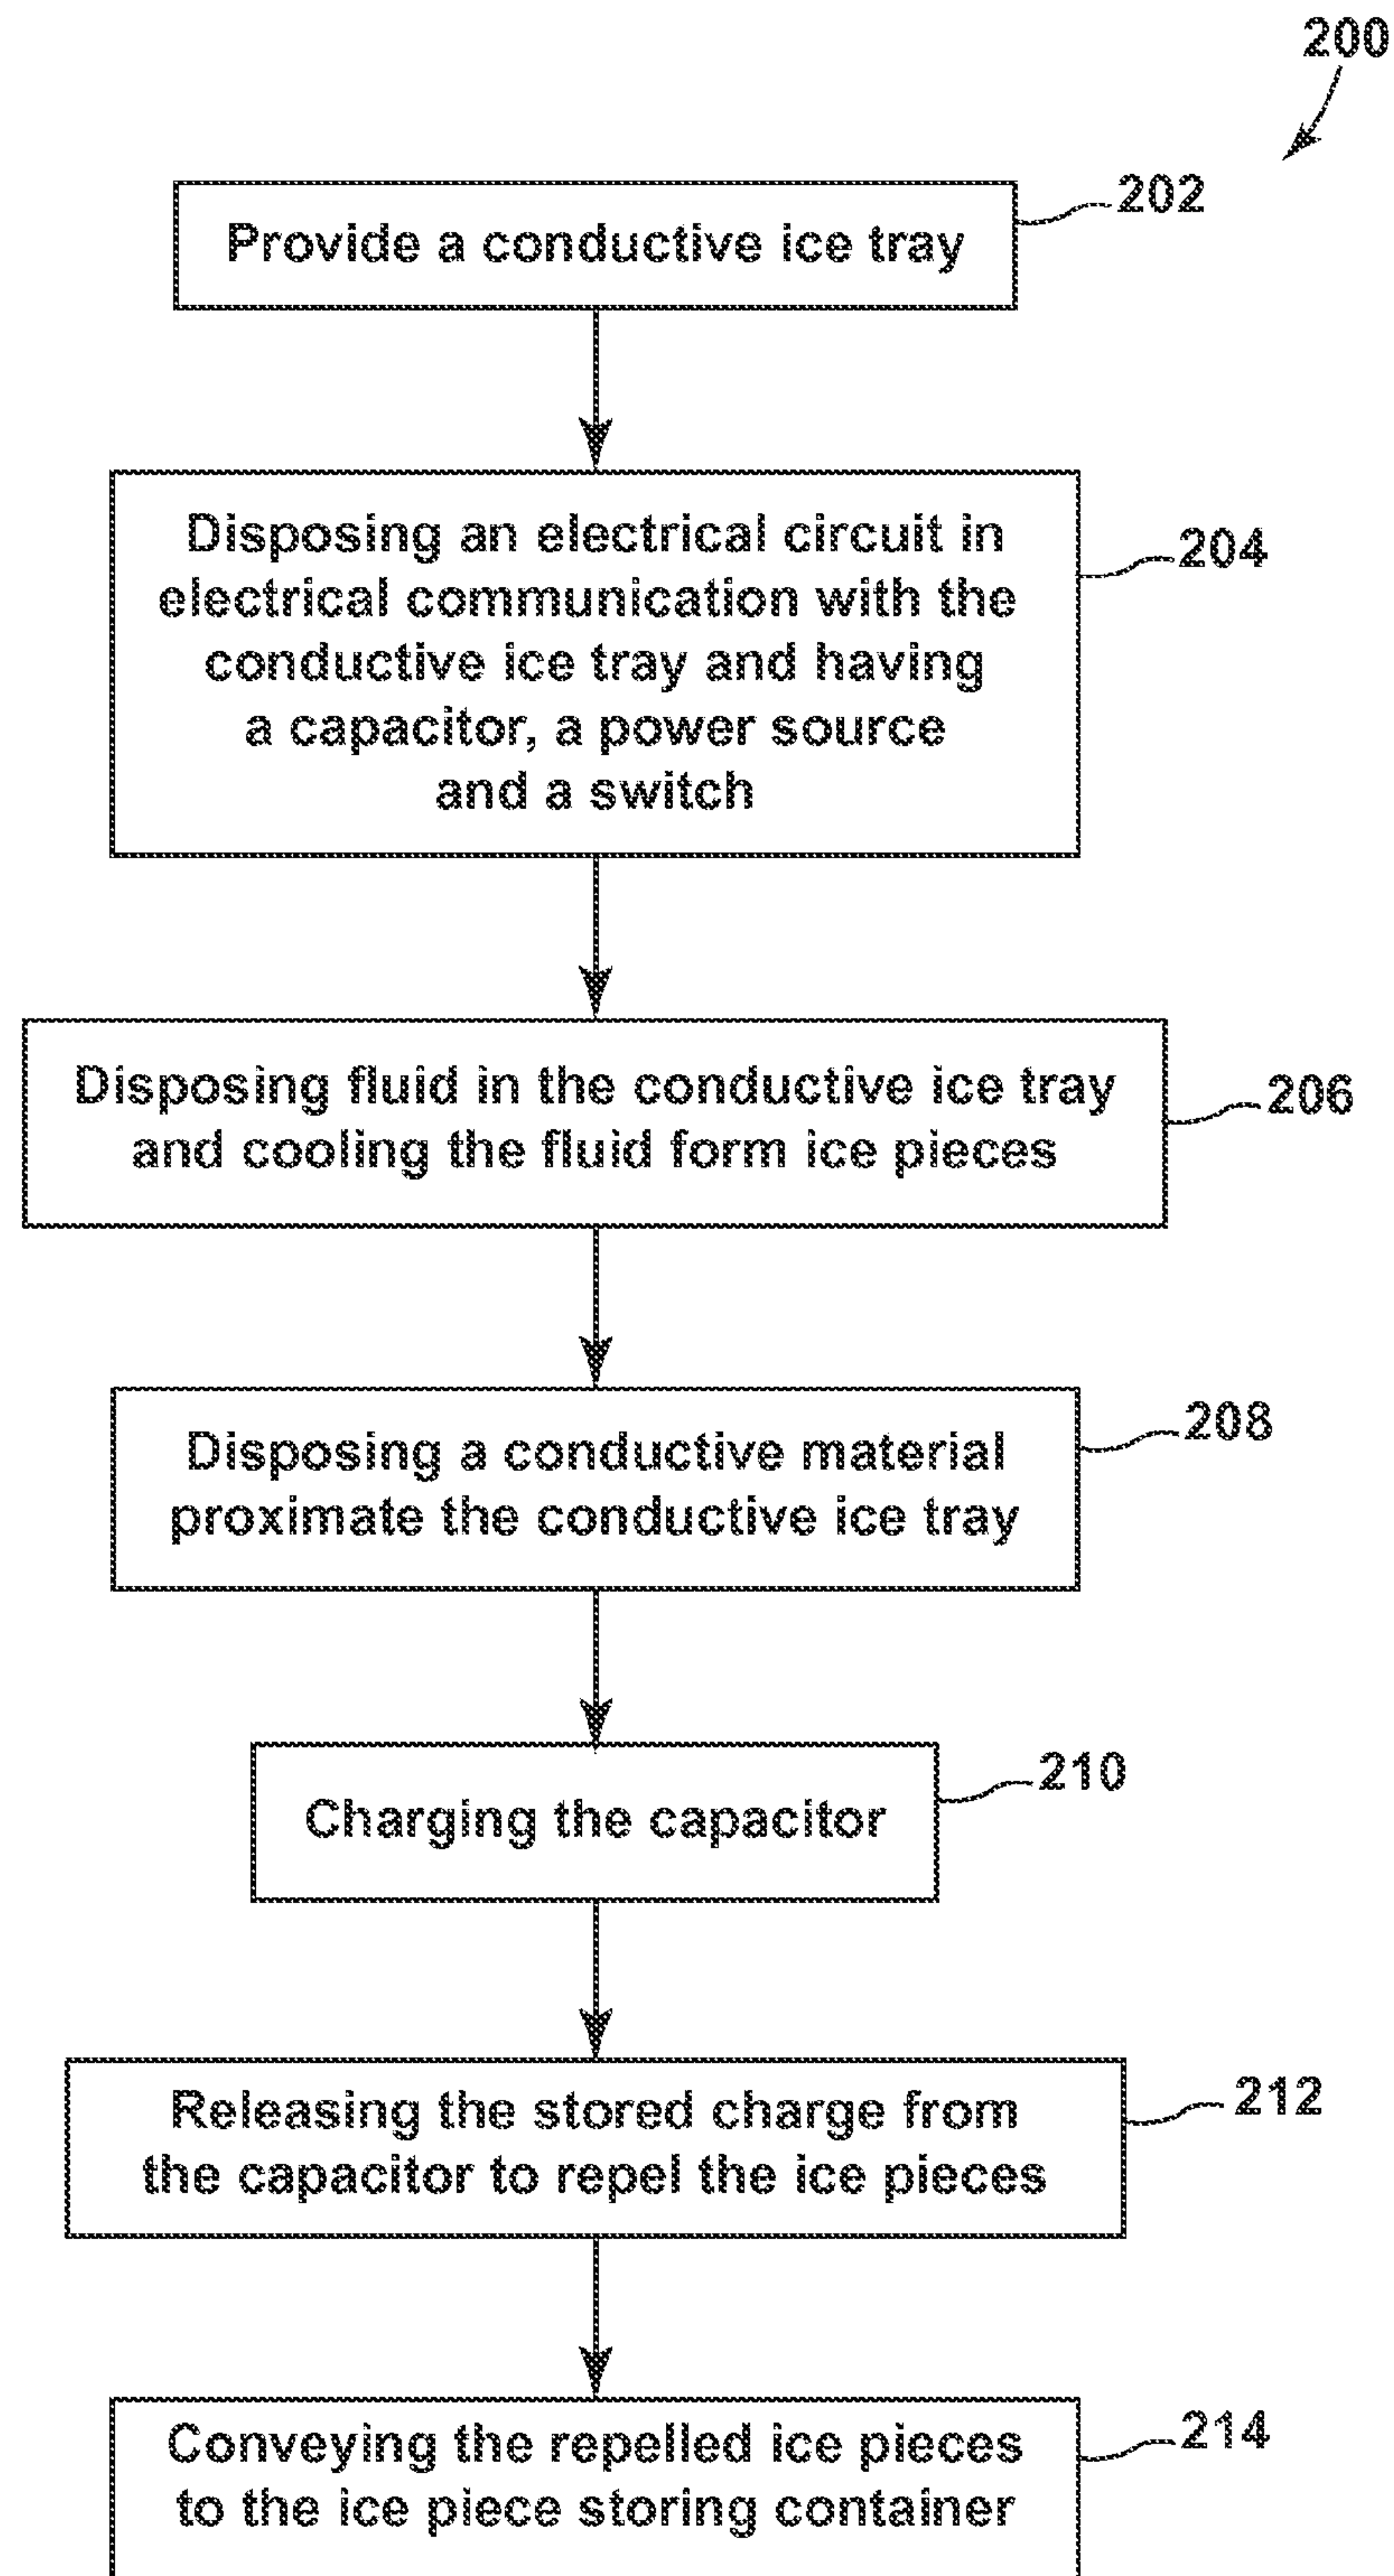 200
202
Provide a conductive ice tray
Disposing an electrical circuit in
204
electrical communication with the
conductive ice tray and having
a capacitor, a power source
and a switch
Disposing fluid in the conductive ice tray
206
and cooling the fluid form ice pieces
208
Disposing a conductive material
proximate the conductive ice tray
210
Charging the capacitor
212
Releasing the stored charge from
the capacitor to repel the ice pieces
214
Conveying the repelled ice pieces
to the ice piece storing container